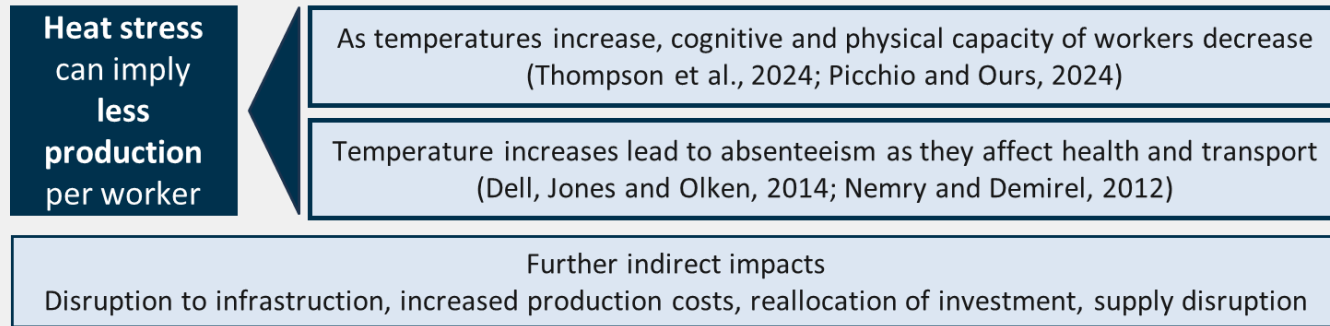 Heat stress
can imply
less
production
per worker
As temperatures increase, cognitive and physical capacity of workers decrease
(Thompson et al., 2024; Picchio and Ours, 2024)
Temperature increases lead to absenteeism as they affect health and transport
(Dell, Jones and Olken, 2014; Nemry and Demirel, 2012)
Further indirect impacts
Disruption to infrastruction, increased production costs, reallocation of investment, supply disruption